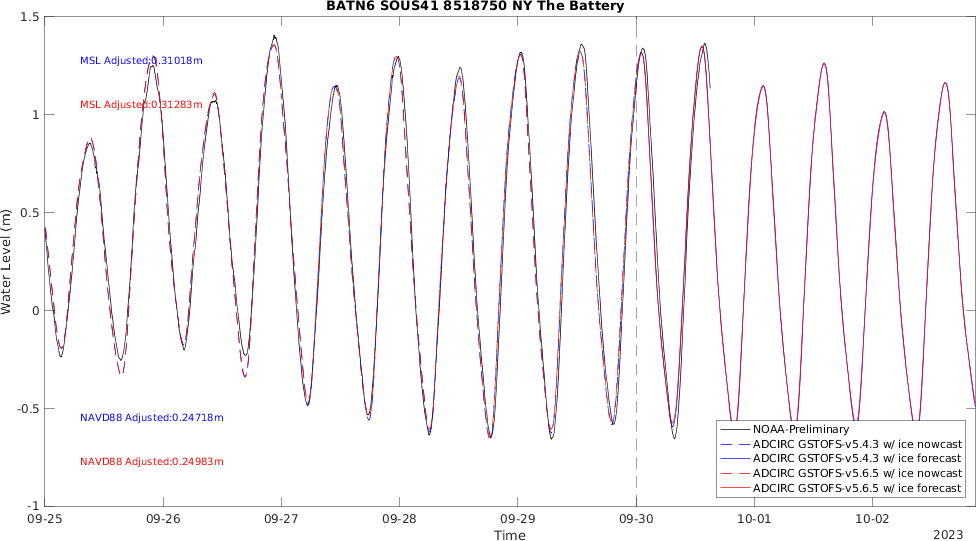 BATN6 SOUS41 8518750 NY The Battery
1.5
MSL Adjusted:0.31018m
MSL Adjusted:0.31283m
1
0.5
Water Level (m)
0
-0.5
NAVD88 Adjusted:0.24718m
NAVD88 Adjusted:0.24983m
NOAA-Preliminary
ADCIRC GSTOFS-v5.4.3 w/ ice nowcast
ADCIRC GSTOFS-v5.4.3 w/ ice forecast
ADCIRC GSTOFS-v5.6.5 w/ ice nowcast
ADCIRC GSTOFS-v5.6.5 w/ ice forecast
-1
09-25 09-26 09-27 09-28 09-29 09-30 10-01 10-02
Time
2023